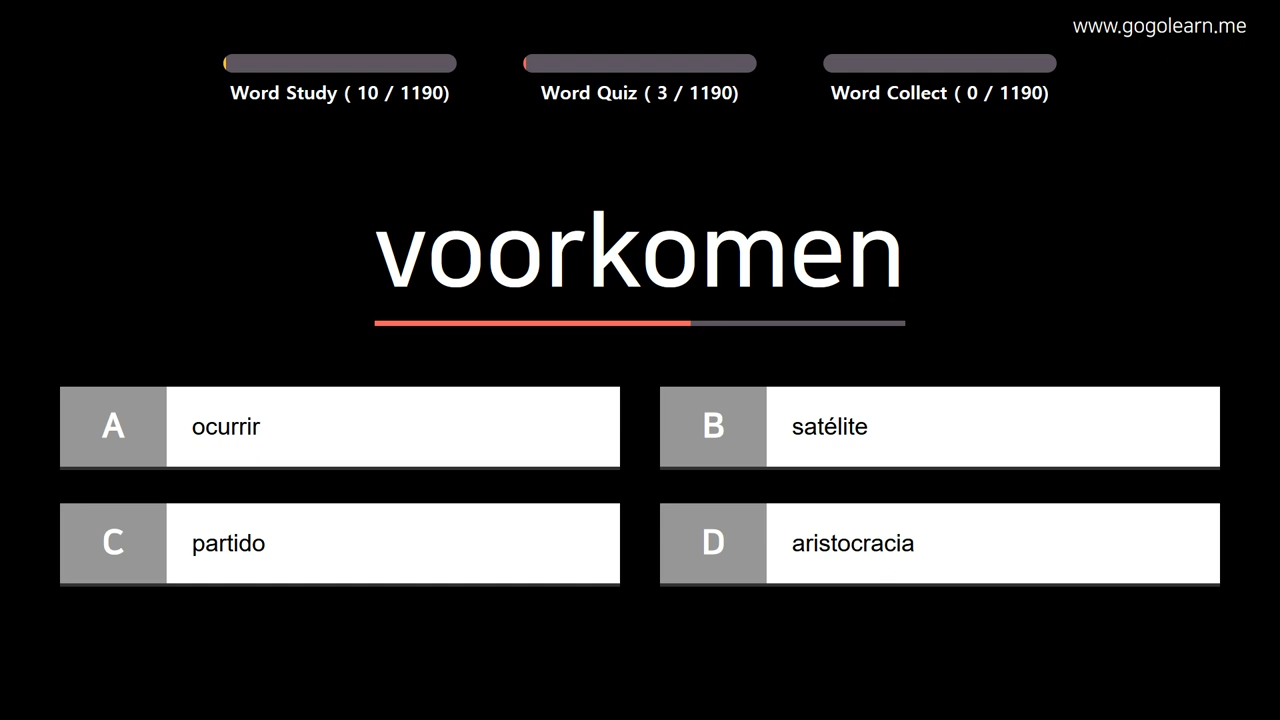 www.gogolearn.me
Word Study ( 10 / 1190)
Word Quiz ( 3 / 1190)
Word Collect ( 0 / 1190)
voorkomen
A ocurrir
B satélite
C partido
D aristocracia